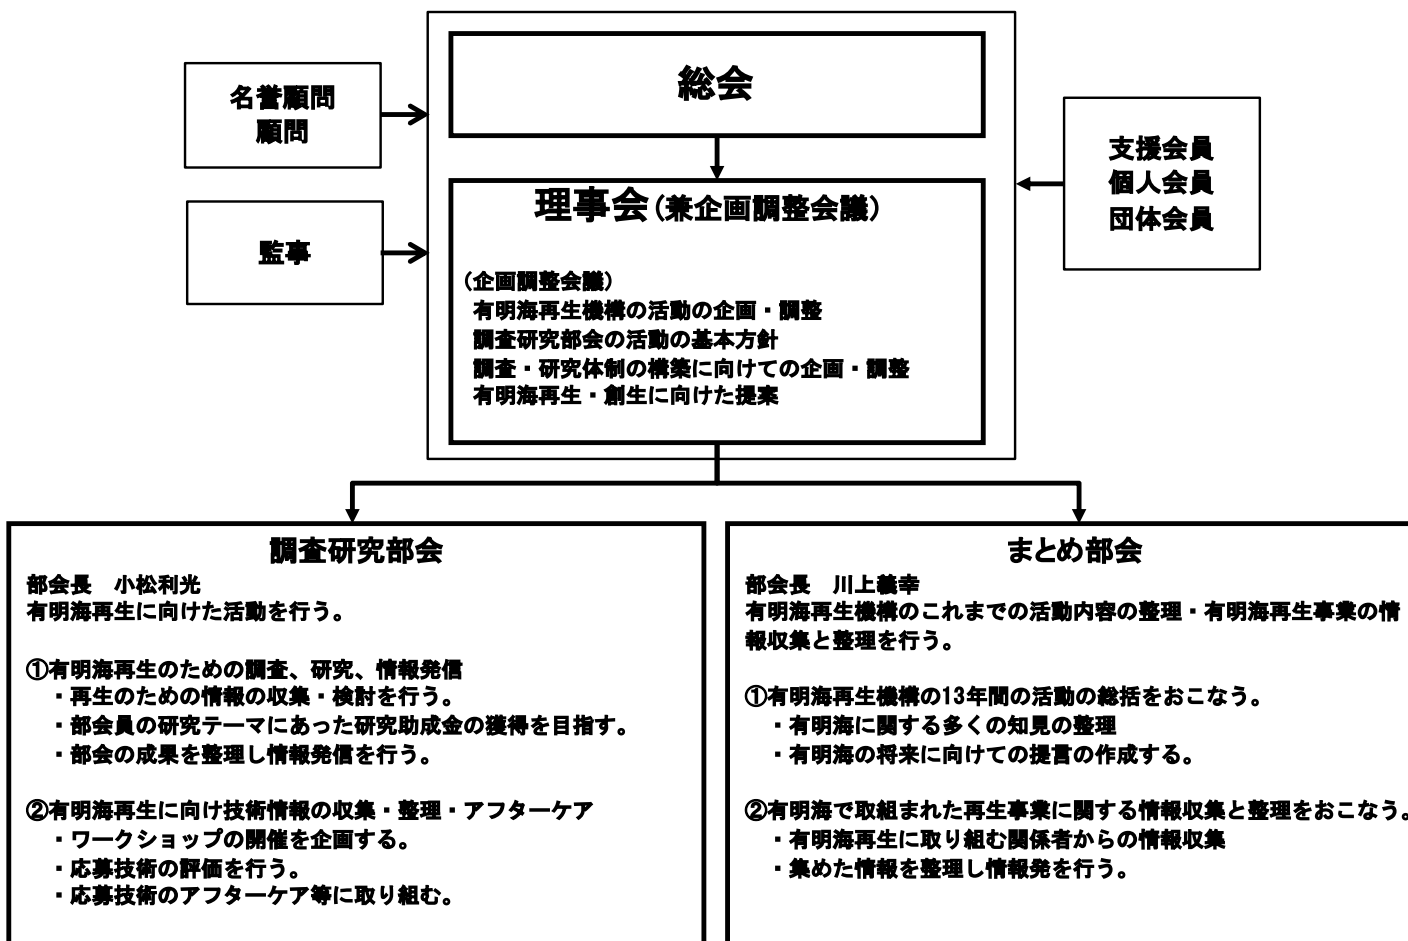 総会
名誉顧問
顧問
支援会員
個人会員
団体会員
理事会(兼企画調整会議)
監事
(企画調整会議)
有明海再生機構の活動の企画・調整
調査研究部会の活動の基本方針
調査・研究体制の構築に向けての企画・調整
有明海再生・創生に向けた提案
調査研究部会
部会長　小松利光
有明海再生に向けた活動を行う。
①有明海再生のための調査、研究、情報発信
・再生のための情報の収集・検討を行う。
・部会員の研究テーマにあった研究助成金の獲得を目指す。
・部会の成果を整理し情報発信を行う。
②有明海再生に向け技術情報の収集・整理・アフターケア
・ワークショップの開催を企画する。
・応募技術の評価を行う。
・応募技術のアフターケア等に取り組む。
まとめ部会
部会長　川上義幸
有明海再生機構のこれまでの活動内容の整理・有明海再生事業の情
報収集と整理を行う。
①有明海再生機構の13年間の活動の総括をおこなう。
・有明海に関する多くの知見の整理
・有明海の将来に向けての提言の作成する。
②有明海で取組まれた再生事業に関する情報収集と整理をおこなう。
・有明海再生に取り組む関係者からの情報収集
・集めた情報を整理し情報発を行う。